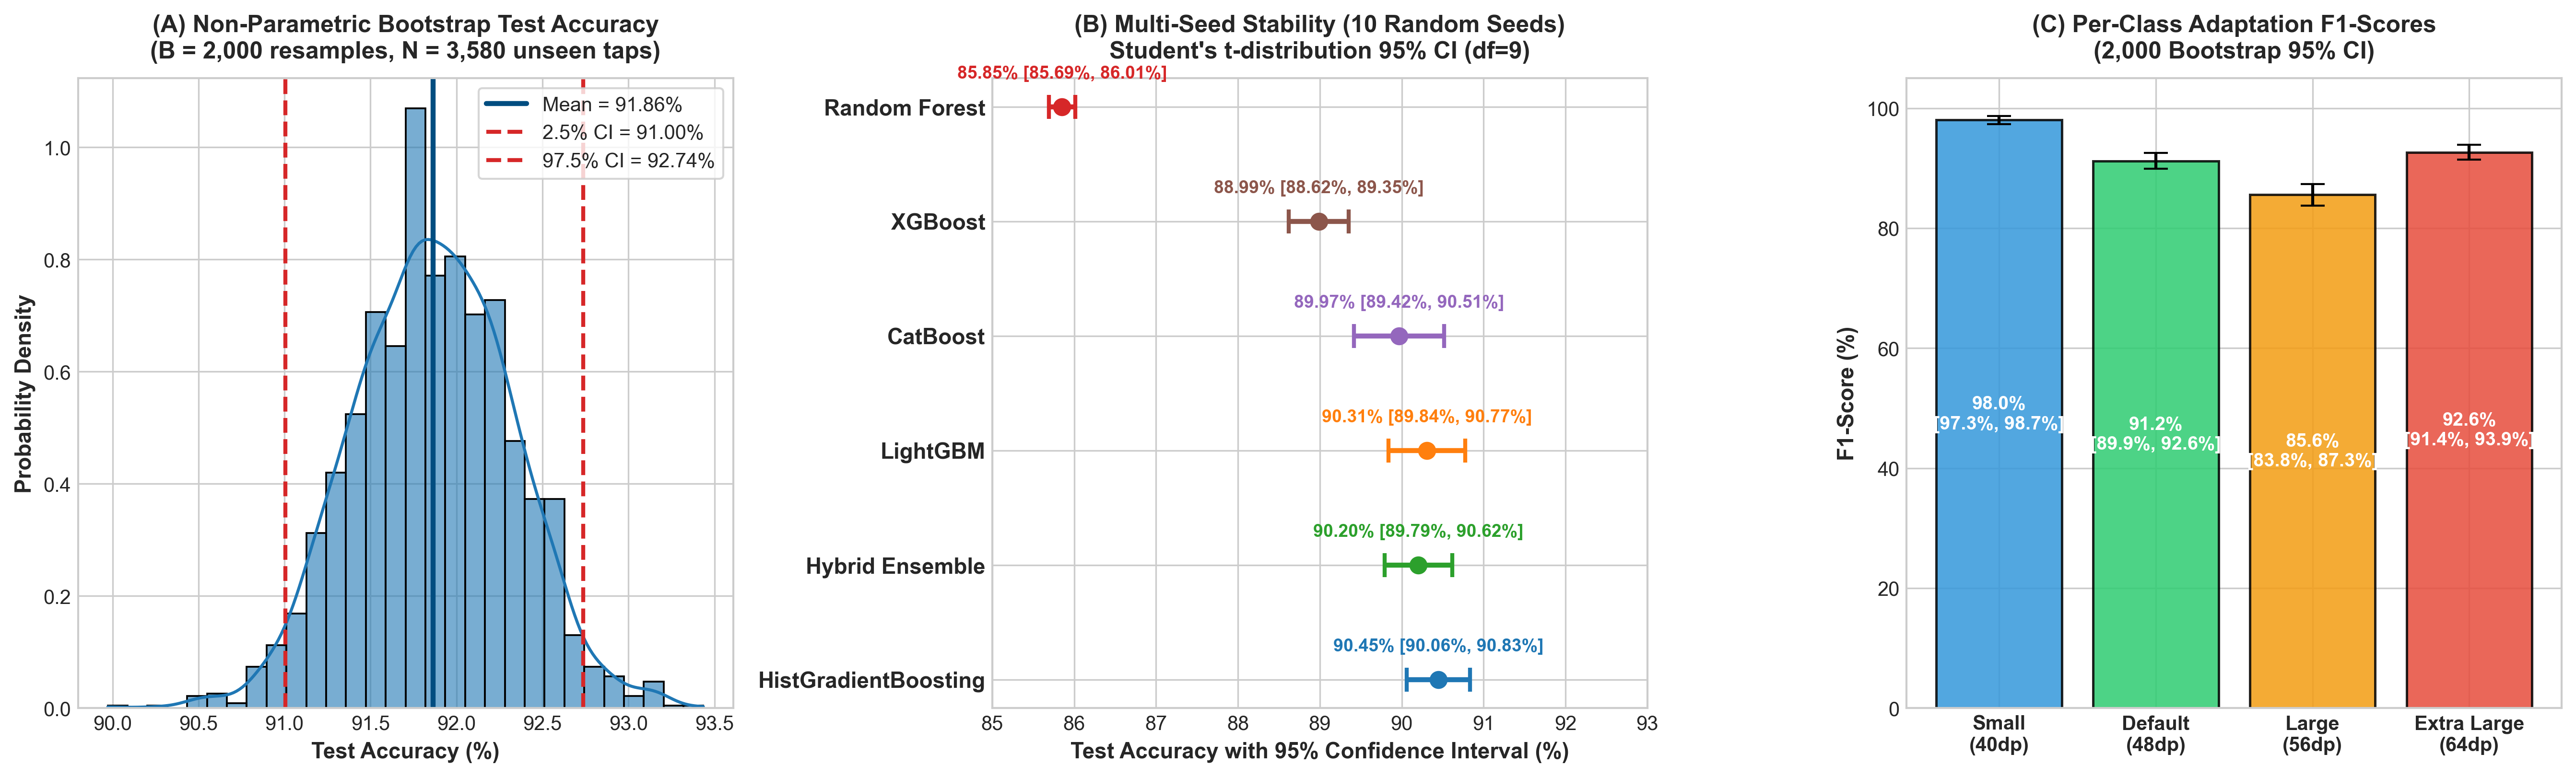 (A) Non-Parametric Bootstrap Test Accuracy
(B = 2,000 resamples, N = 3,580 unseen taps)
Mean = 91.86%
2.5% CI = 91.00%
97.5% CI = 92.74%
Probability Density
1.0
0.8
0.6
0.4
0.2
0.0
90.0 90.5 91.0 91.5 92.0 92.5 93.0 93.5
Test Accuracy (%)
(B) Multi-Seed Stability (10 Random Seeds)
Student's t-distribution 95% CI (df=9)
85.85% [85.69%, 86.01%]
Random Forest
88.99% [88.62%, 89.35%]
XGBoost
89.97% [89.42%, 90.51%]
CatBoost
90.31% [89.84%, 90.77%]
LightGBM
90.20% [89.79%, 90.62%]
Hybrid Ensemble
90.45% [90.06%, 90.83%]
HistGradientBoosting
85 86 87 88 89 90 91 92 93
Test Accuracy with 95% Confidence Interval (%)
(C) Per-Class Adaptation F1-Scores
(2,000 Bootstrap 95% CI)
F1-Score (%)
100
80
60
40
20
0
98.0%
[97.3%, 98.7%]
91.2%
[89.9%, 92.6%]
85.6%
[83.8%, 87.3%]
92.6%
[91.4%, 93.9%]
Small
(40dp)
Default
(48dp)
Large
(56dp)
Extra Large
(64dp)